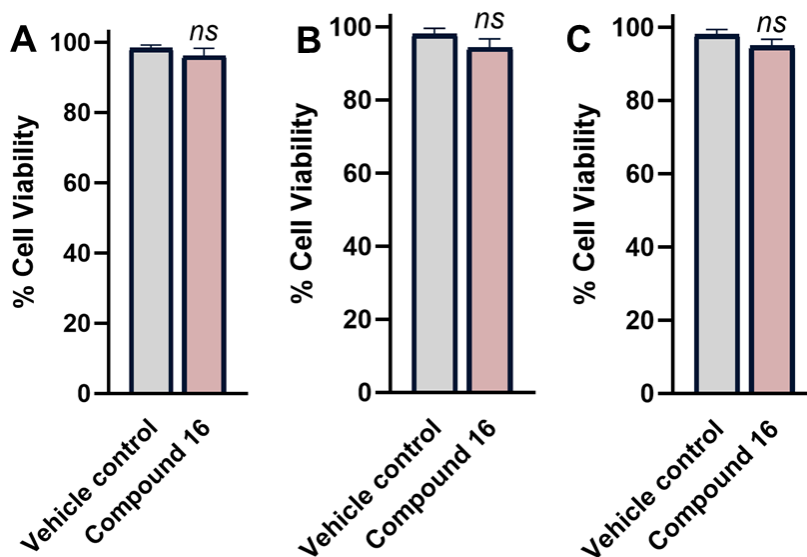 A
ns
% Cell Viability
100
80
60
40
20
0
Vehicle control
Compound 16
B
ns
% Cell Viability
100
80
60
40
20
0
Vehicle control
Compound 16
C
ns
% Cell Viability
100
80
60
40
20
0
Vehicle control
Compound 16